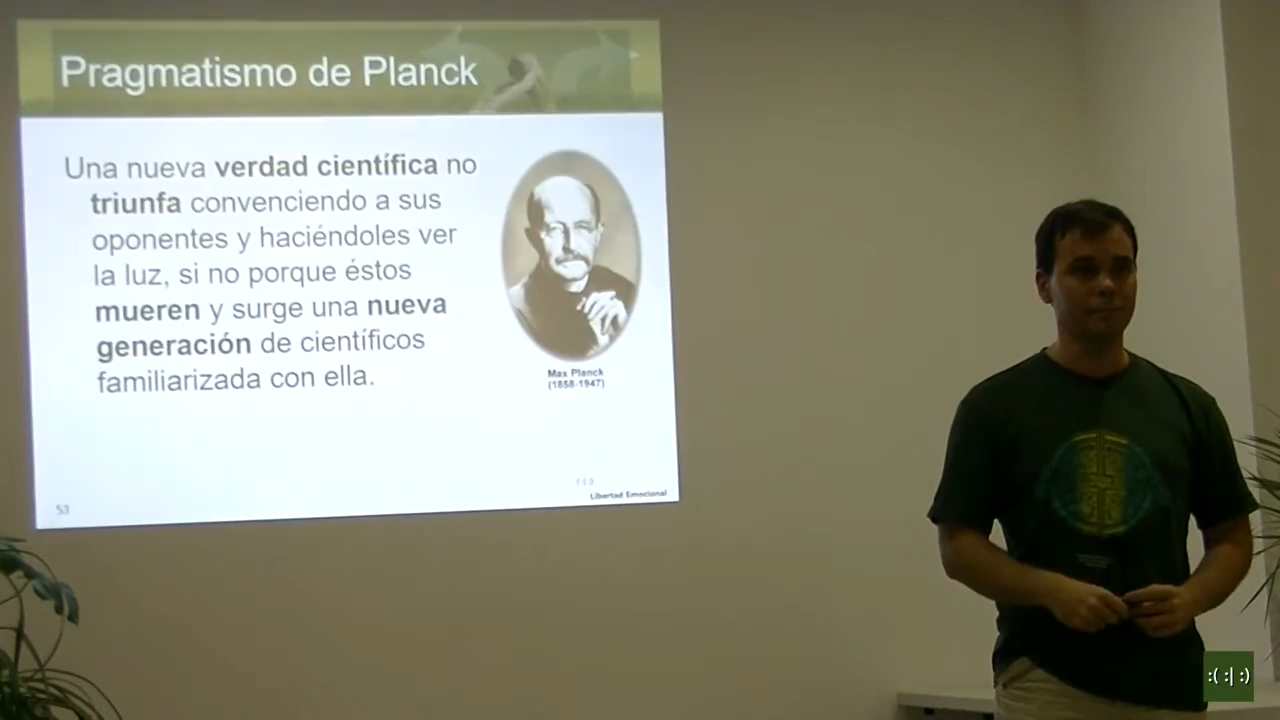 Pragmatismo de Planck
Una nueva verdad científica no
triunfa convenciendo a sus
oponentes y haciéndoles ver
la luz, si no porque éstos
mueren y surge una nueva
generación de científicos
familiarizada con ella.
Max Planck
(1858-1947)
53
Libertad Emocional
:( :| :)